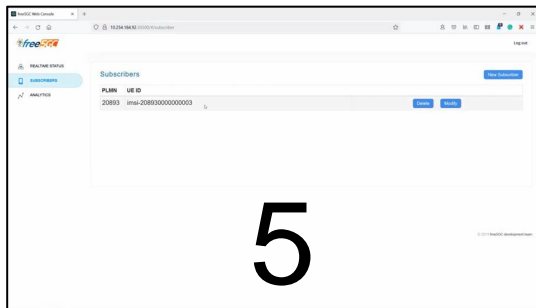 free5GC Web Console
10.254.184.92:30500/#/subscriber
free5GC
Log out
REALTIME STATUS
SUBSCRIBERS
ANALYTICS
Subscribers
New Subscriber
PLMN UE ID
20893 imsi-208930000000003
Delete Modify
5
© 2019 free5GC development team